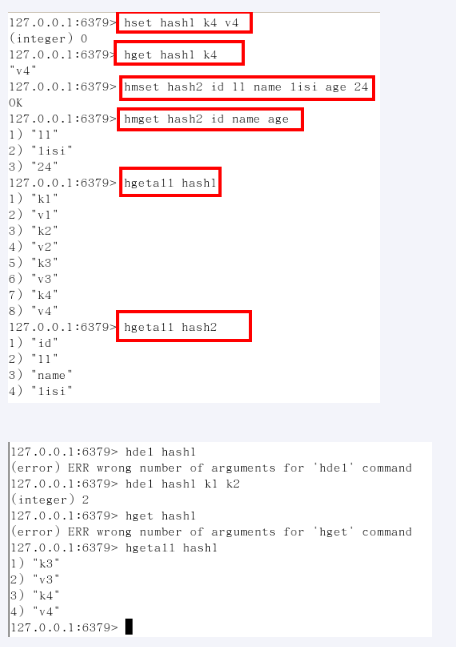 127.0.0.1:6379> hset hash1 k4 v4
(integer) 0
127.0.0.1:6379> hget hash1 k4
"v4"
127.0.0.1:6379> hmset hash2 id 11 name lisi age 24
OK
127.0.0.1:6379> hmget hash2 id name age
1) "11"
2) "lisi"
3) "24"
127.0.0.1:6379> hgetall hash1
1) "k1"
2) "v1"
3) "k2"
4) "v2"
5) "k3"
6) "v3"
7) "k4"
8) "v4"
127.0.0.1:6379> hgetall hash2
1) "id"
2) "11"
3) "name"
4) "lisi"
127.0.0.1:6379> hdel hash1
(error) ERR wrong number of arguments for 'hdel' command
127.0.0.1:6379> hdel hash1 k1 k2
(integer) 2
127.0.0.1:6379> hget hash1
(error) ERR wrong number of arguments for 'hget' command
127.0.0.1:6379> hgetall hash1
1) "k3"
2) "v3"
3) "k4"
4) "v4"
127.0.0.1:6379>